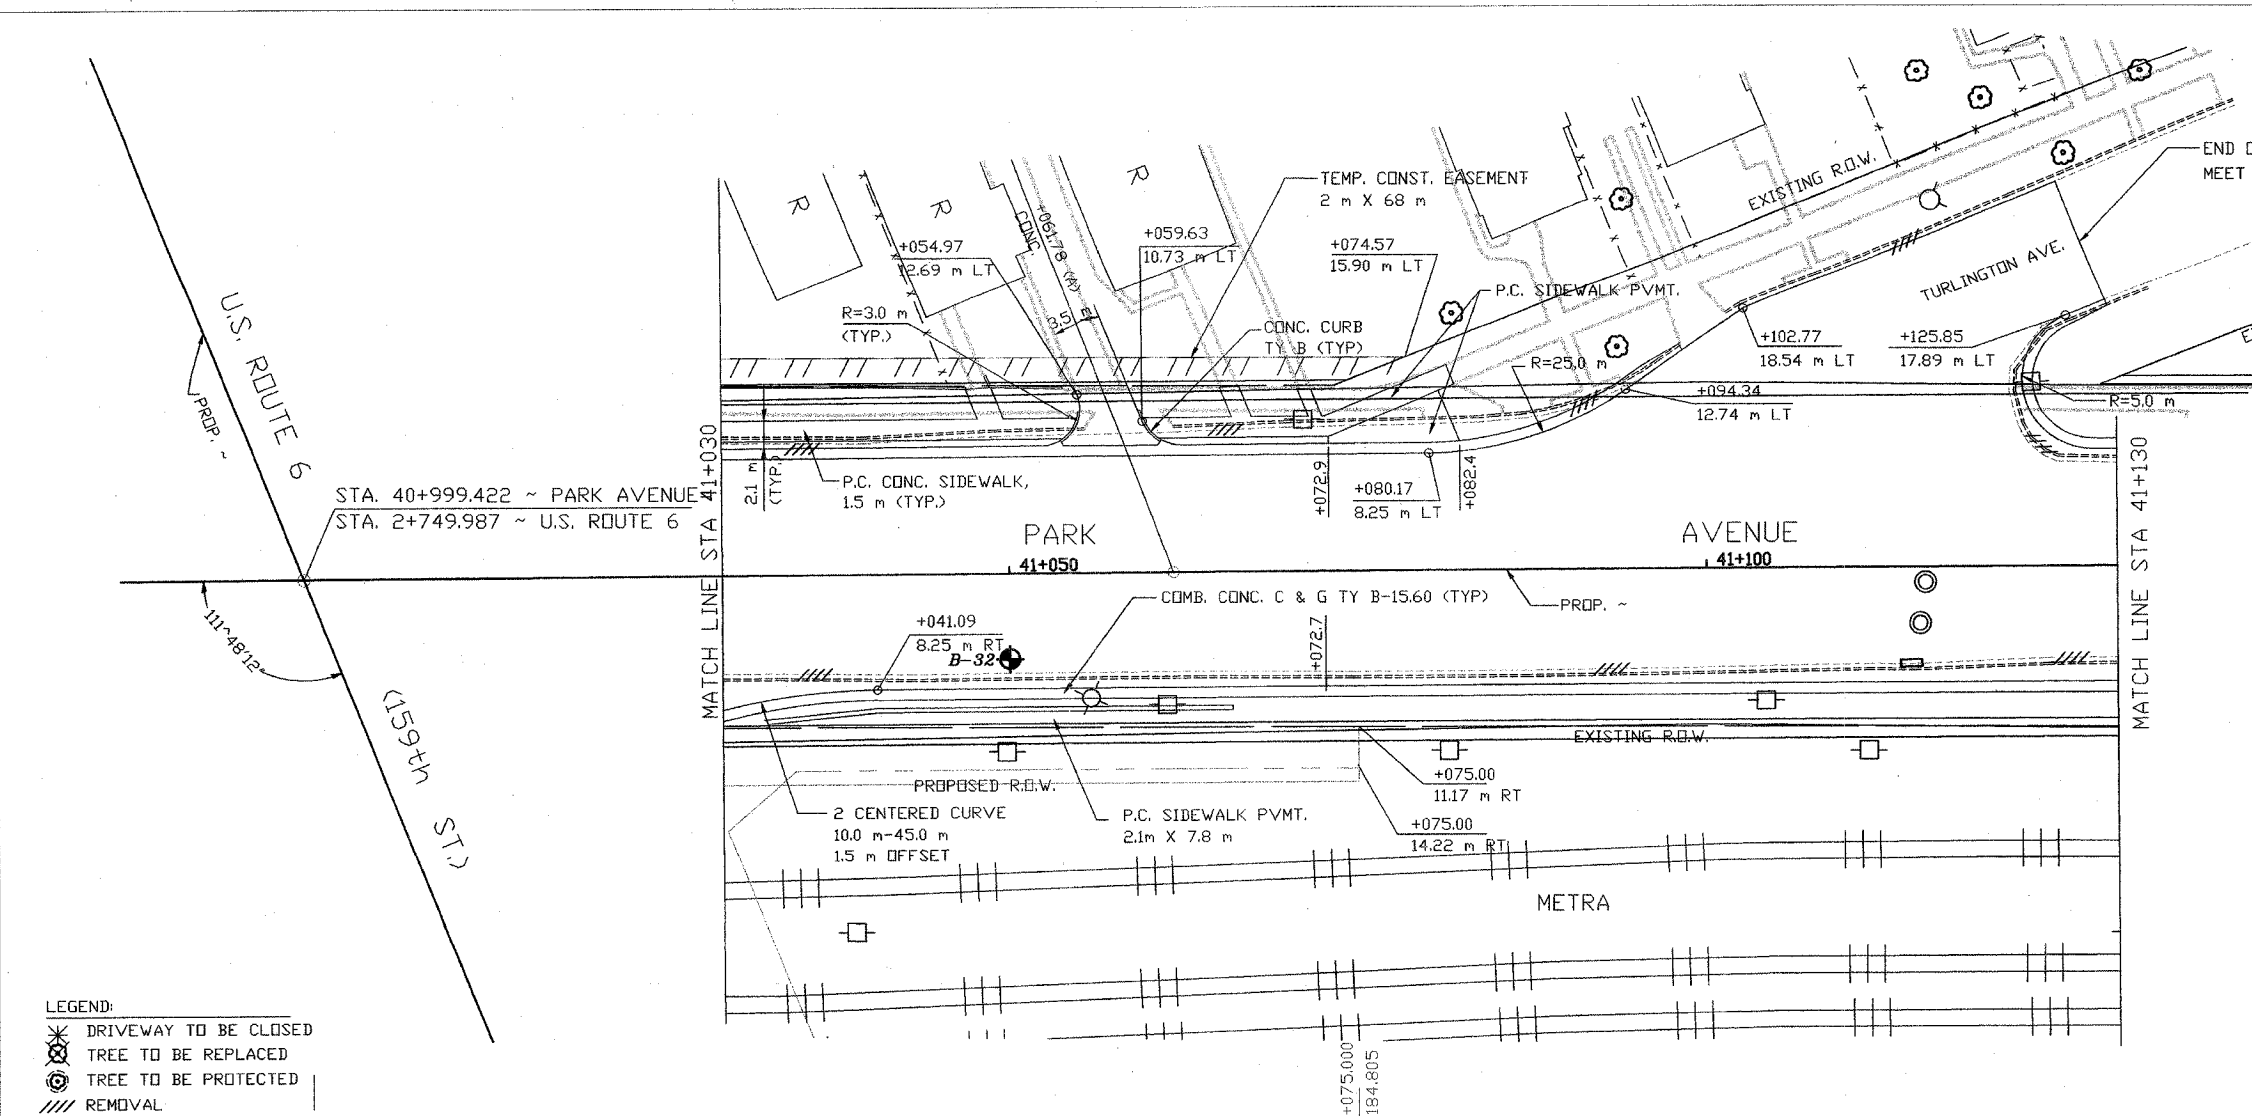 R
R
R
TEMP. CONST. EASEMENT
2 m X 68 m
EXISTING R.O.W.
MEET
CONC.
+061.78 (A)
+054.97
12.69 m LT
+059.63
10.73 m LT
+074.57
15.90 m LT
P.C. SIDEWALK PVMT.
TURLINGTON AVE.
R=3.0 m
(TYP.)
3.5 m
CONC. CURB
TY B (TYP)
R=25.0 m
+102.77
18.54 m LT
+125.85
17.89 m LT
+094.34
12.74 m LT
R=5.0 m
U.S. ROUTE 6
PROP. ~
2.1 m
(TYP.)
P.C. CONC. SIDEWALK,
1.5 m (TYP.)
+072.9
+080.17
8.25 m LT
+082.4
STA. 40+999.422 ~ PARK AVENUE
STA. 2+749.987 ~ U.S. ROUTE 6
MATCH LINE STA 41+030
PARK AVENUE
41+050
41+100
MATCH LINE STA 41+130
111^48'12"
COMB. CONC. C & G TY B-15.60 (TYP)
PROP. ~
+041.09
8.25 m RT
B-32
+072.7
(159th ST.)
EXISTING R.O.W.
PROPOSED R.O.W.
+075.00
11.17 m RT
2 CENTERED CURVE
10.0 m-45.0 m
1.5 m OFFSET
P.C. SIDEWALK PVMT.
2.1m X 7.8 m
+075.00
14.22 m RT
METRA
LEGEND:
DRIVEWAY TO BE CLOSED
TREE TO BE REPLACED
TREE TO BE PROTECTED
REMOVAL
+075.000
184.805